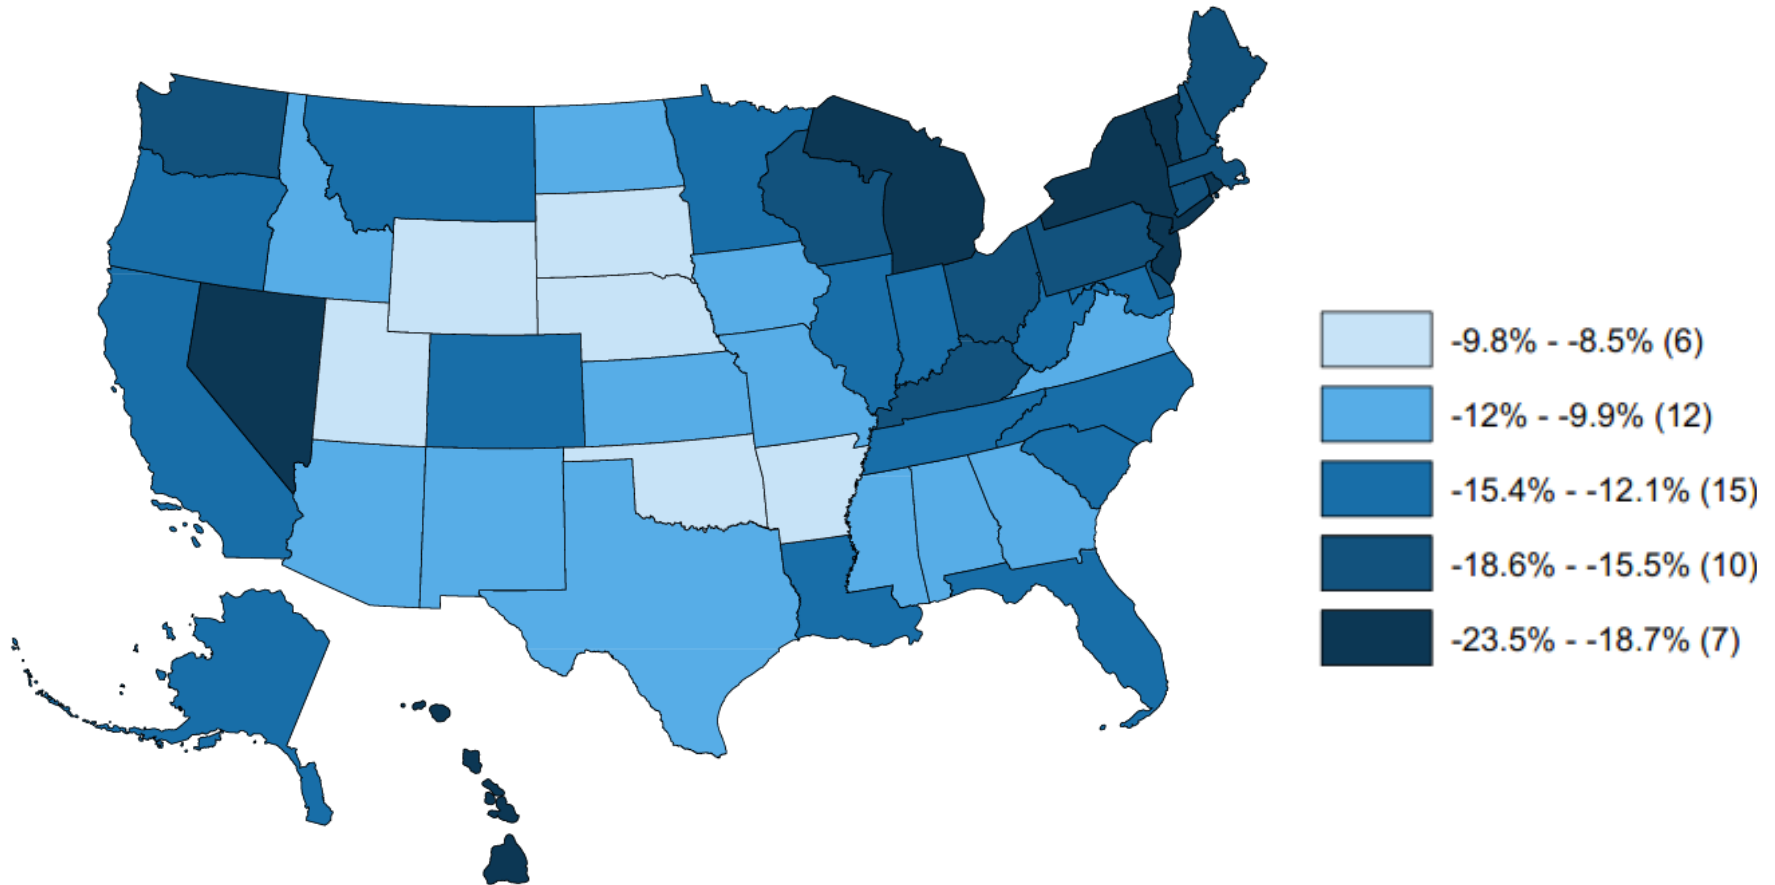 -9.8% - -8.5% (6)
-12% - -9.9% (12)
-15.4% - -12.1% (15)
-18.6% - -15.5% (10)
-23.5% - -18.7% (7)